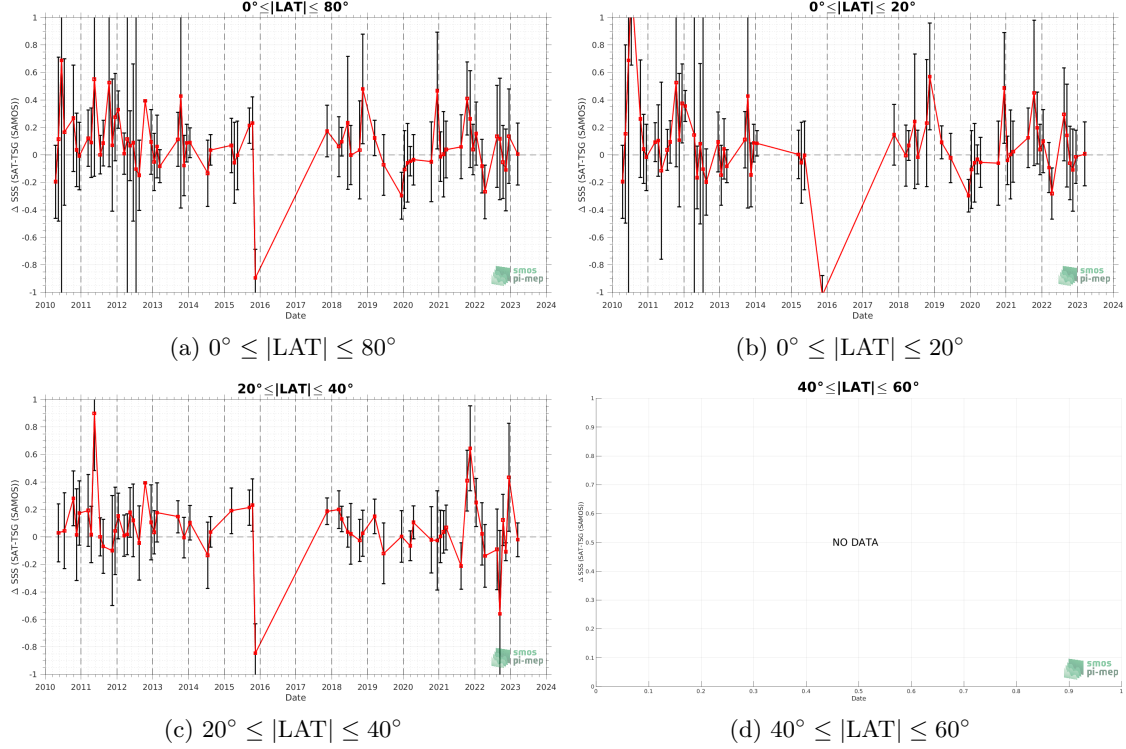 0°≤|LAT|≤ 80°
Δ SSS (SAT-TSG (SAMOS))
1
0.8
0.6
0.4
0.2
0
-0.2
-0.4
-0.6
-0.8
-1
2010 2011 2012 2013 2014 2015 2016 2017 2018 2019 2020 2021 2022 2023 2024
Date
smos
pi-mep
(a) 0° ≤ |LAT| ≤ 80°
0°≤|LAT|≤ 20°
Δ SSS (SAT-TSG (SAMOS))
1
0.8
0.6
0.4
0.2
0
-0.2
-0.4
-0.6
-0.8
-1
2010 2011 2012 2013 2014 2015 2016 2017 2018 2019 2020 2021 2022 2023 2024
Date
smos
pi-mep
(b) 0° ≤ |LAT| ≤ 20°
20°≤|LAT|≤ 40°
Δ SSS (SAT-TSG (SAMOS))
1
0.8
0.6
0.4
0.2
0
-0.2
-0.4
-0.6
-0.8
-1
2010 2011 2012 2013 2014 2015 2016 2017 2018 2019 2020 2021 2022 2023 2024
Date
smos
pi-mep
(c) 20° ≤ |LAT| ≤ 40°
40°≤|LAT|≤ 60°
Δ SSS (SAT-TSG (SAMOS))
1
0.9
0.8
0.7
0.6
0.5
0.4
0.3
0.2
0.1
0
NO DATA
0 0.1 0.2 0.3 0.4 0.5 0.6 0.7 0.8 0.9 1
Date
smos
pi-mep
(d) 40° ≤ |LAT| ≤ 60°